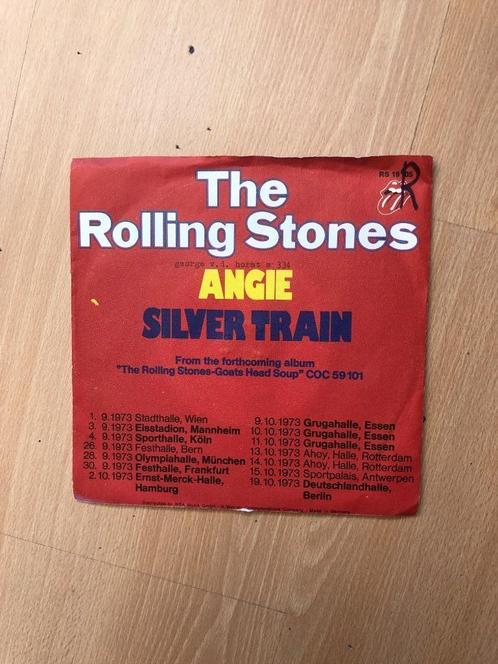 RS 19105
R
The
Rolling Stones
george v.d. horst s 334
ANGIE
SILVER TRAIN
From the forthcoming album
"The Rolling Stones-Goats Head Soup" COC 59101
1. 9.1973 Stadthalle, Wien
3. 9.1973 Eisstadion, Mannheim
4. 9.1973 Sporthalle, Köln
26. 9.1973 Festhalle, Bern
28. 9.1973 Olympiahalle, München
30. 9.1973 Festhalle, Frankfurt
2. 10.1973 Ernst-Merck-Halle,
Hamburg
9. 10. 1973 Grugahalle, Essen
10. 10. 1973 Grugahalle, Essen
11. 10. 1973 Grugahalle, Essen
13. 10. 1973 Ahoy, Halle, Rotterdam
14. 10. 1973 Ahoy, Halle, Rotterdam
15. 10. 1973 Sportpalais, Antwerpen
19. 10. 1973 Deutschlandhalle,
Berlin